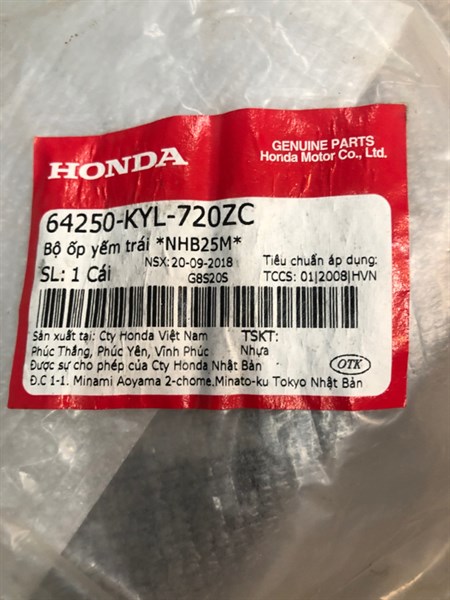 HONDA
GENUINE PARTS
Honda Motor Co., Ltd.
64250-KYL-720ZC
Bộ ốp yếm trái *NHB25M*
NSX: 20-09-2018
Tiêu chuẩn áp dụng:
SL: 1 Cái
G8S20S
TCCS: 01|2008|HVN
Sản xuất tại: Cty Honda Việt Nam
TSKT:
Phúc Thắng, Phúc Yên, Vĩnh Phúc
Nhựa
Được sự cho phép của Cty Honda Nhật Bản
OTK
Đ.C 1-1. Minami Aoyama 2-chome.Minato-ku Tokyo Nhật Bản